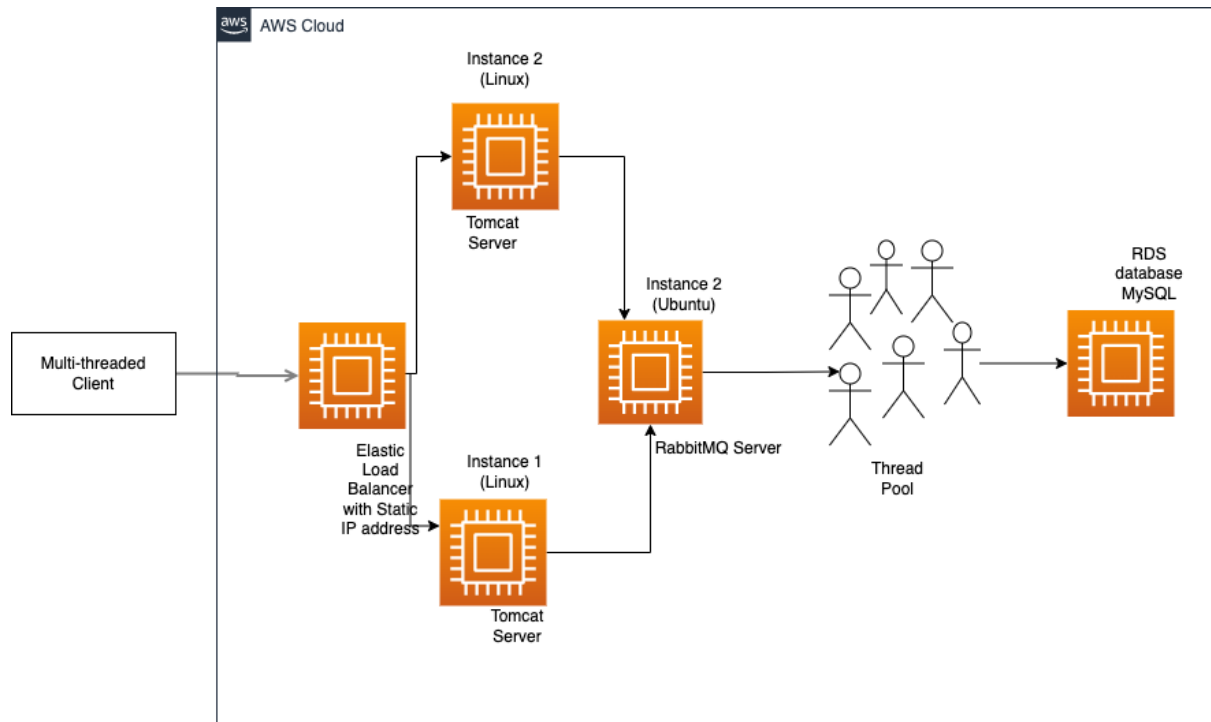 aws
AWS Cloud
Instance 2
(Linux)
Tomcat
Server
Multi-threaded
Client
Elastic
Load
Balancer
with Static
IP address
Instance 1
(Linux)
Tomcat
Server
Instance 2
(Ubuntu)
RabbitMQ Server
Thread
Pool
RDS
database
MySQL